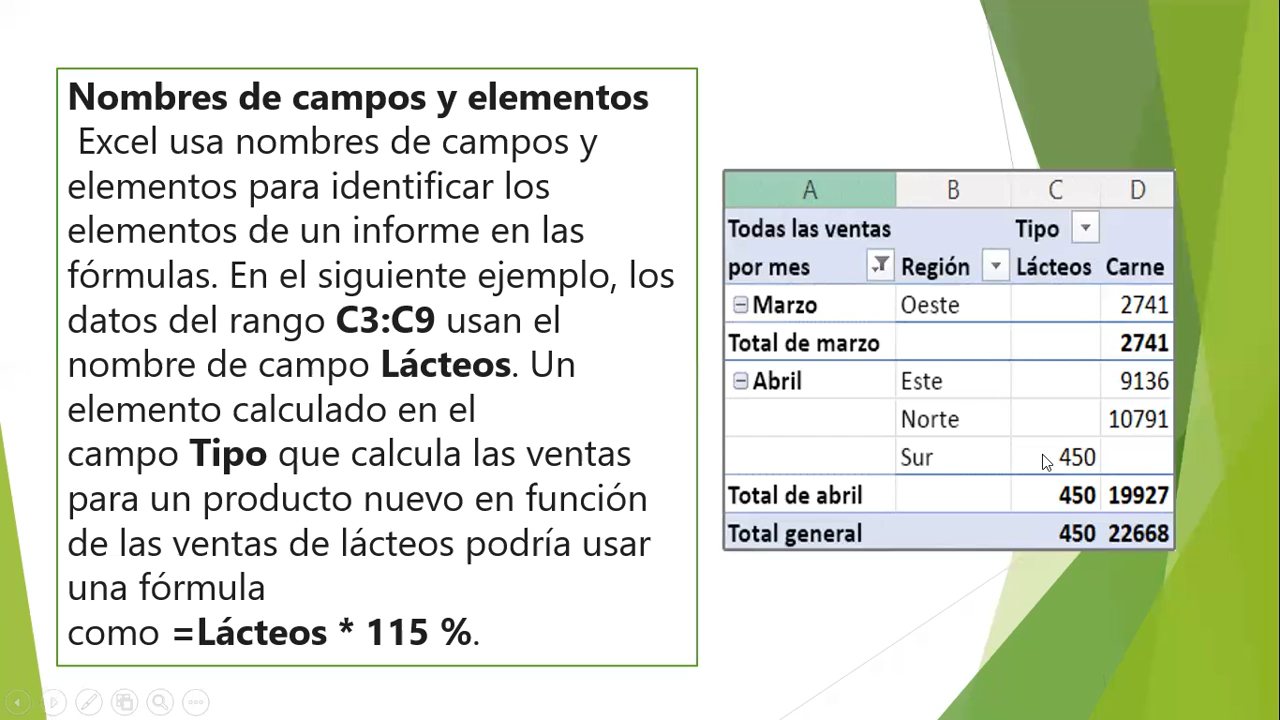 Nombres de campos y elementos
Excel usa nombres de campos y
elementos para identificar los
elementos de un informe en las
fórmulas. En el siguiente ejemplo, los
datos del rango C3:C9 usan el
nombre de campo Lácteos. Un
elemento calculado en el
campo Tipo que calcula las ventas
para un producto nuevo en función
de las ventas de lácteos podría usar
una fórmula
como =Lácteos * 115 %.
A B C D
Todas las ventas Tipo
por mes Región Lácteos Carne
Marzo Oeste 2741
Total de marzo 2741
Abril Este 9136
Norte 10791
Sur 450
Total de abril 450 19927
Total general 450 22668